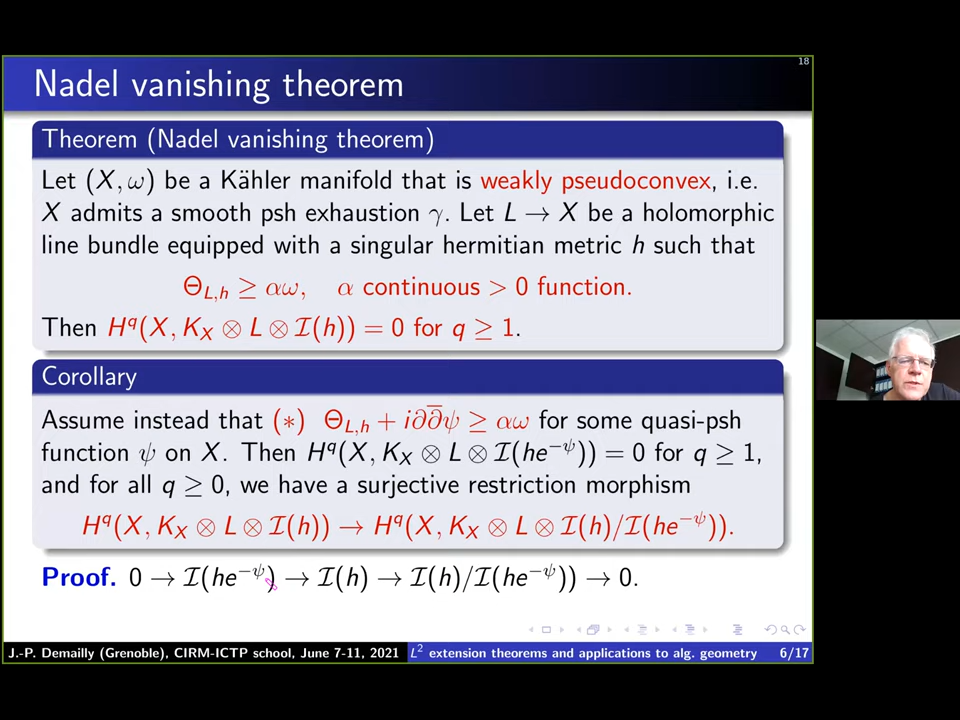 18
Nadel vanishing theorem
Theorem (Nadel vanishing theorem)
Let (X, ω) be a Kähler manifold that is weakly pseudoconvex, i.e.
X admits a smooth psh exhaustion γ. Let L → X be a holomorphic
line bundle equipped with a singular hermitian metric h such that
Θ_{L,h} ≥ αω, α continuous > 0 function.
Then H^q(X, K_X ⊗ L ⊗ ℐ(h)) = 0 for q ≥ 1.
Corollary
Assume instead that (∗) Θ_{L,h} + i∂∂̄ψ ≥ αω for some quasi-psh
function ψ on X. Then H^q(X, K_X ⊗ L ⊗ ℐ(he^{−ψ})) = 0 for q ≥ 1,
and for all q ≥ 0, we have a surjective restriction morphism
H^q(X, K_X ⊗ L ⊗ ℐ(h)) → H^q(X, K_X ⊗ L ⊗ ℐ(h)/ℐ(he^{−ψ})).
Proof. 0 → ℐ(he^{−ψ}) → ℐ(h) → ℐ(h)/ℐ(he^{−ψ})) → 0.
J.-P. Demailly (Grenoble), CIRM-ICTP school, June 7-11, 2021 L² extension theorems and applications to alg. geometry 6/17